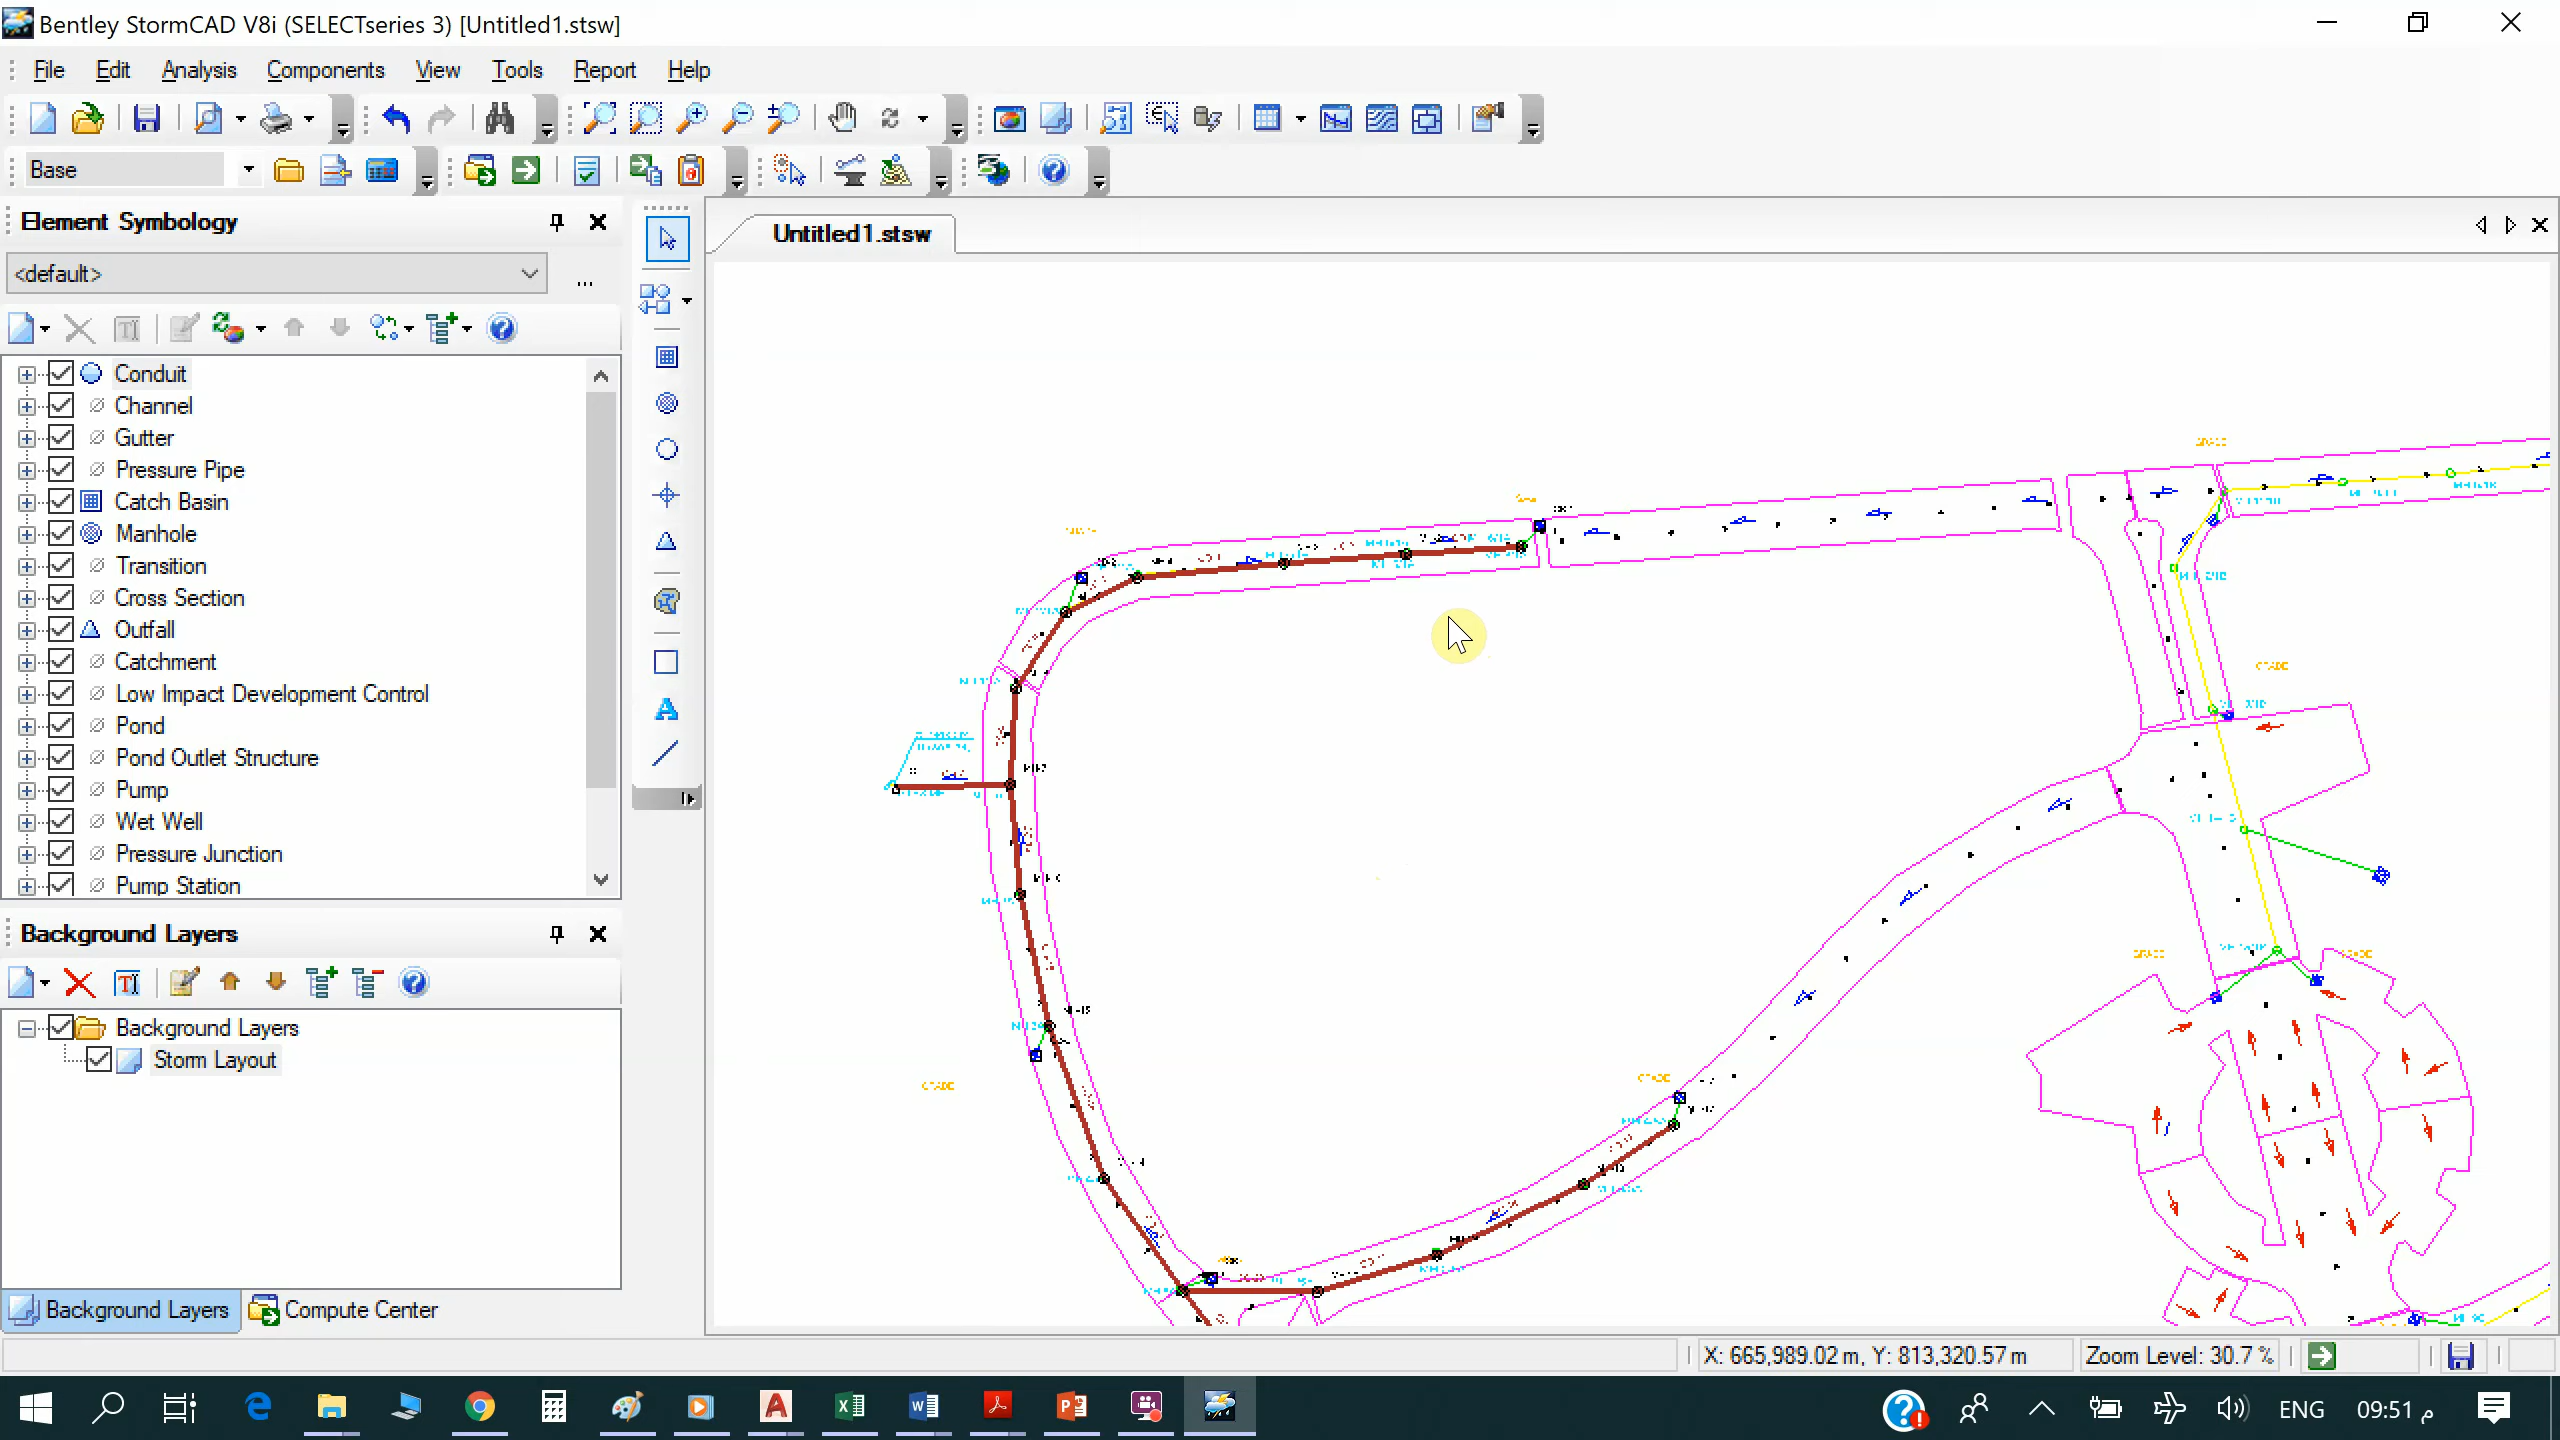 Bentley StormCAD V8i (SELECTseries 3) [Untitled1.stsw]
File Edit Analysis Components View Tools Report Help
Base
Element Symbology
<default>
...
Conduit
Channel
Gutter
Pressure Pipe
Catch Basin
Manhole
Transition
Cross Section
Outfall
Catchment
Low Impact Development Control
Pond
Pond Outlet Structure
Pump
Wet Well
Pressure Junction
Pump Station
Background Layers
Background Layers
Storm Layout
Background Layers Compute Center
Untitled1.stsw
GRADE
GRADE
X: 665,989.02 m, Y: 813,320.57 m
Zoom Level: 30.7 %
ENG
09:51 م